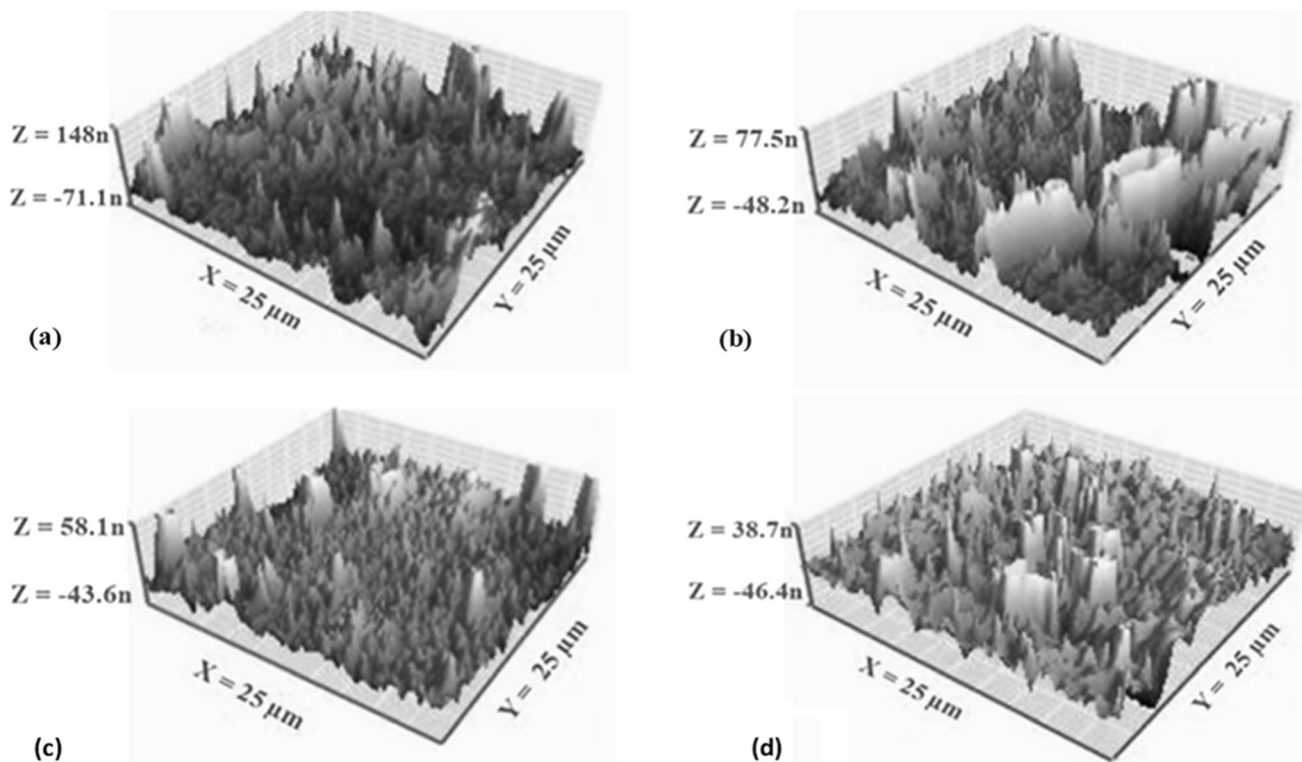 Z = 148n
Z = -71.1n
X = 25 µm
Y = 25 µm
(a)
Z = 77.5n
Z = -48.2n
X = 25 µm
Y = 25 µm
(b)
Z = 58.1n
Z = -43.6n
X = 25 µm
Y = 25 µm
(c)
Z = 38.7n
Z = -46.4n
X = 25 µm
Y = 25 µm
(d)